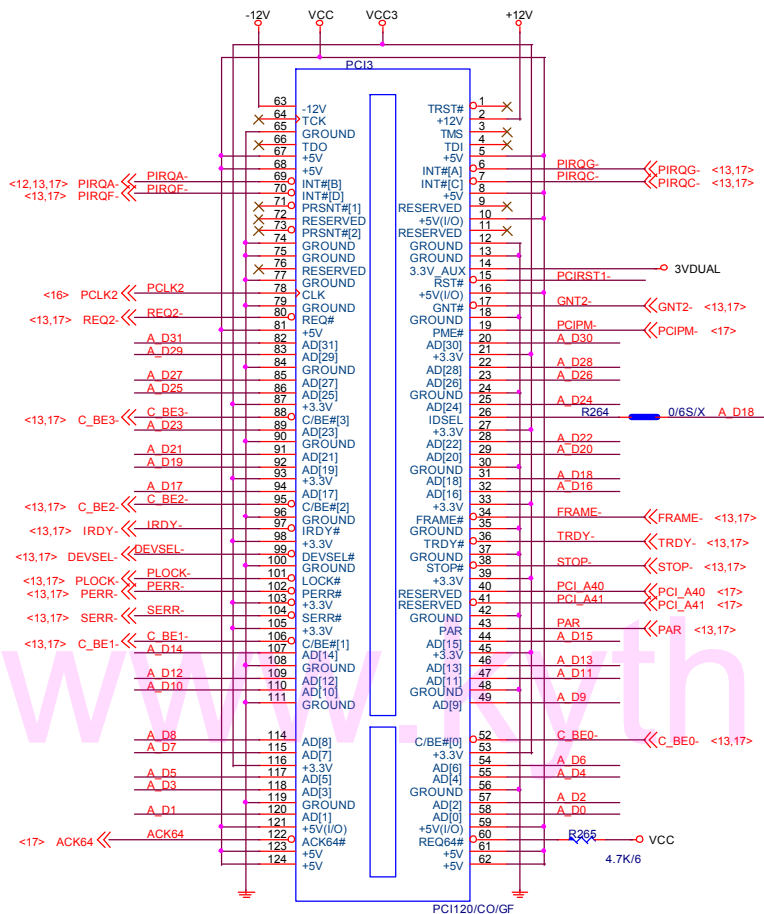 -12V VCC VCC3 +12V
PCI3
63 -12V TRST# 1
64 TCK +12V 2
65 GROUND TMS 3
66 TDO TDI 4
67 +5V +5V 5
68 +5V INT#[A] 6 PIRQG- PIRQG- <13,17>
<12,13,17> PIRQA- PIRQA- 69 INT#[B] INT#[C] 7 PIRQC- PIRQC- <13,17>
<13,17> PIRQF- PIRQF- 70 INT#[D] +5V 8
71 PRSNT#[1] RESERVED 9
72 RESERVED +5V(I/O) 10
73 PRSNT#[2] RESERVED 11
74 GROUND GROUND 12
75 GROUND GROUND 13
76 RESERVED 3.3V_AUX 14 3VDUAL
77 GROUND RST# 15 PCIRST1-
<16> PCLK2 PCLK2 78 CLK +5V(I/O) 16
79 GROUND GNT# 17 GNT2- GNT2- <13,17>
<13,17> REQ2- REQ2- 80 REQ# GROUND 18
81 +5V PME# 19 PCIPM- PCIPM- <17>
A_D31 82 AD[31] AD[30] 20 A_D30
A_D29 83 AD[29] +3.3V 21
84 GROUND AD[28] 22 A_D28
A_D27 85 AD[27] AD[26] 23 A_D26
A_D25 86 AD[25] GROUND 24
87 +3.3V AD[24] 25 A_D24
<13,17> C_BE3- C_BE3- 88 C/BE#[3] IDSEL 26 R264 0/6S/X A_D18
A_D23 89 AD[23] +3.3V 27
90 GROUND AD[22] 28 A_D22
A_D21 91 AD[21] AD[20] 29 A_D20
A_D19 92 AD[19] GROUND 30
93 +3.3V AD[18] 31 A_D18
A_D17 94 AD[17] AD[16] 32 A_D16
<13,17> C_BE2- C_BE2- 95 C/BE#[2] +3.3V 33
96 GROUND FRAME# 34 FRAME- FRAME- <13,17>
<13,17> IRDY- IRDY- 97 IRDY# GROUND 35
98 +3.3V TRDY# 36 TRDY- TRDY- <13,17>
<13,17> DEVSEL- DEVSEL- 99 DEVSEL# GROUND 37
100 GROUND STOP# 38 STOP- STOP- <13,17>
<13,17> PLOCK- PLOCK- 101 LOCK# +3.3V 39
<13,17> PERR- PERR- 102 PERR# RESERVED 40 PCI_A40 PCI_A40 <17>
103 +3.3V RESERVED 41 PCI_A41 PCI_A41 <17>
<13,17> SERR- SERR- 104 SERR# GROUND 42
105 +3.3V PAR 43 PAR PAR <13,17>
<13,17> C_BE1- C_BE1- 106 C/BE#[1] AD[15] 44 A_D15
A_D14 107 AD[14] +3.3V 45
108 GROUND AD[13] 46 A_D13
A_D12 109 AD[12] AD[11] 47 A_D11
A_D10 110 AD[10] GROUND 48
111 GROUND AD[9] 49 A_D9
www.kyth
A_D8 114 AD[8] C/BE#[0] 52 C_BE0- C_BE0- <13,17>
A_D7 115 AD[7] +3.3V 53
116 +3.3V AD[6] 54 A_D6
A_D5 117 AD[5] AD[4] 55 A_D4
A_D3 118 AD[3] GROUND 56
119 GROUND AD[2] 57 A_D2
A_D1 120 AD[1] AD[0] 58 A_D0
121 +5V(I/O) +5V(I/O) 59
<17> ACK64 ACK64 122 ACK64# REQ64# 60 R265 VCC
123 +5V +5V 61
124 +5V +5V 62
4.7K/6
PCI120/CO/GF